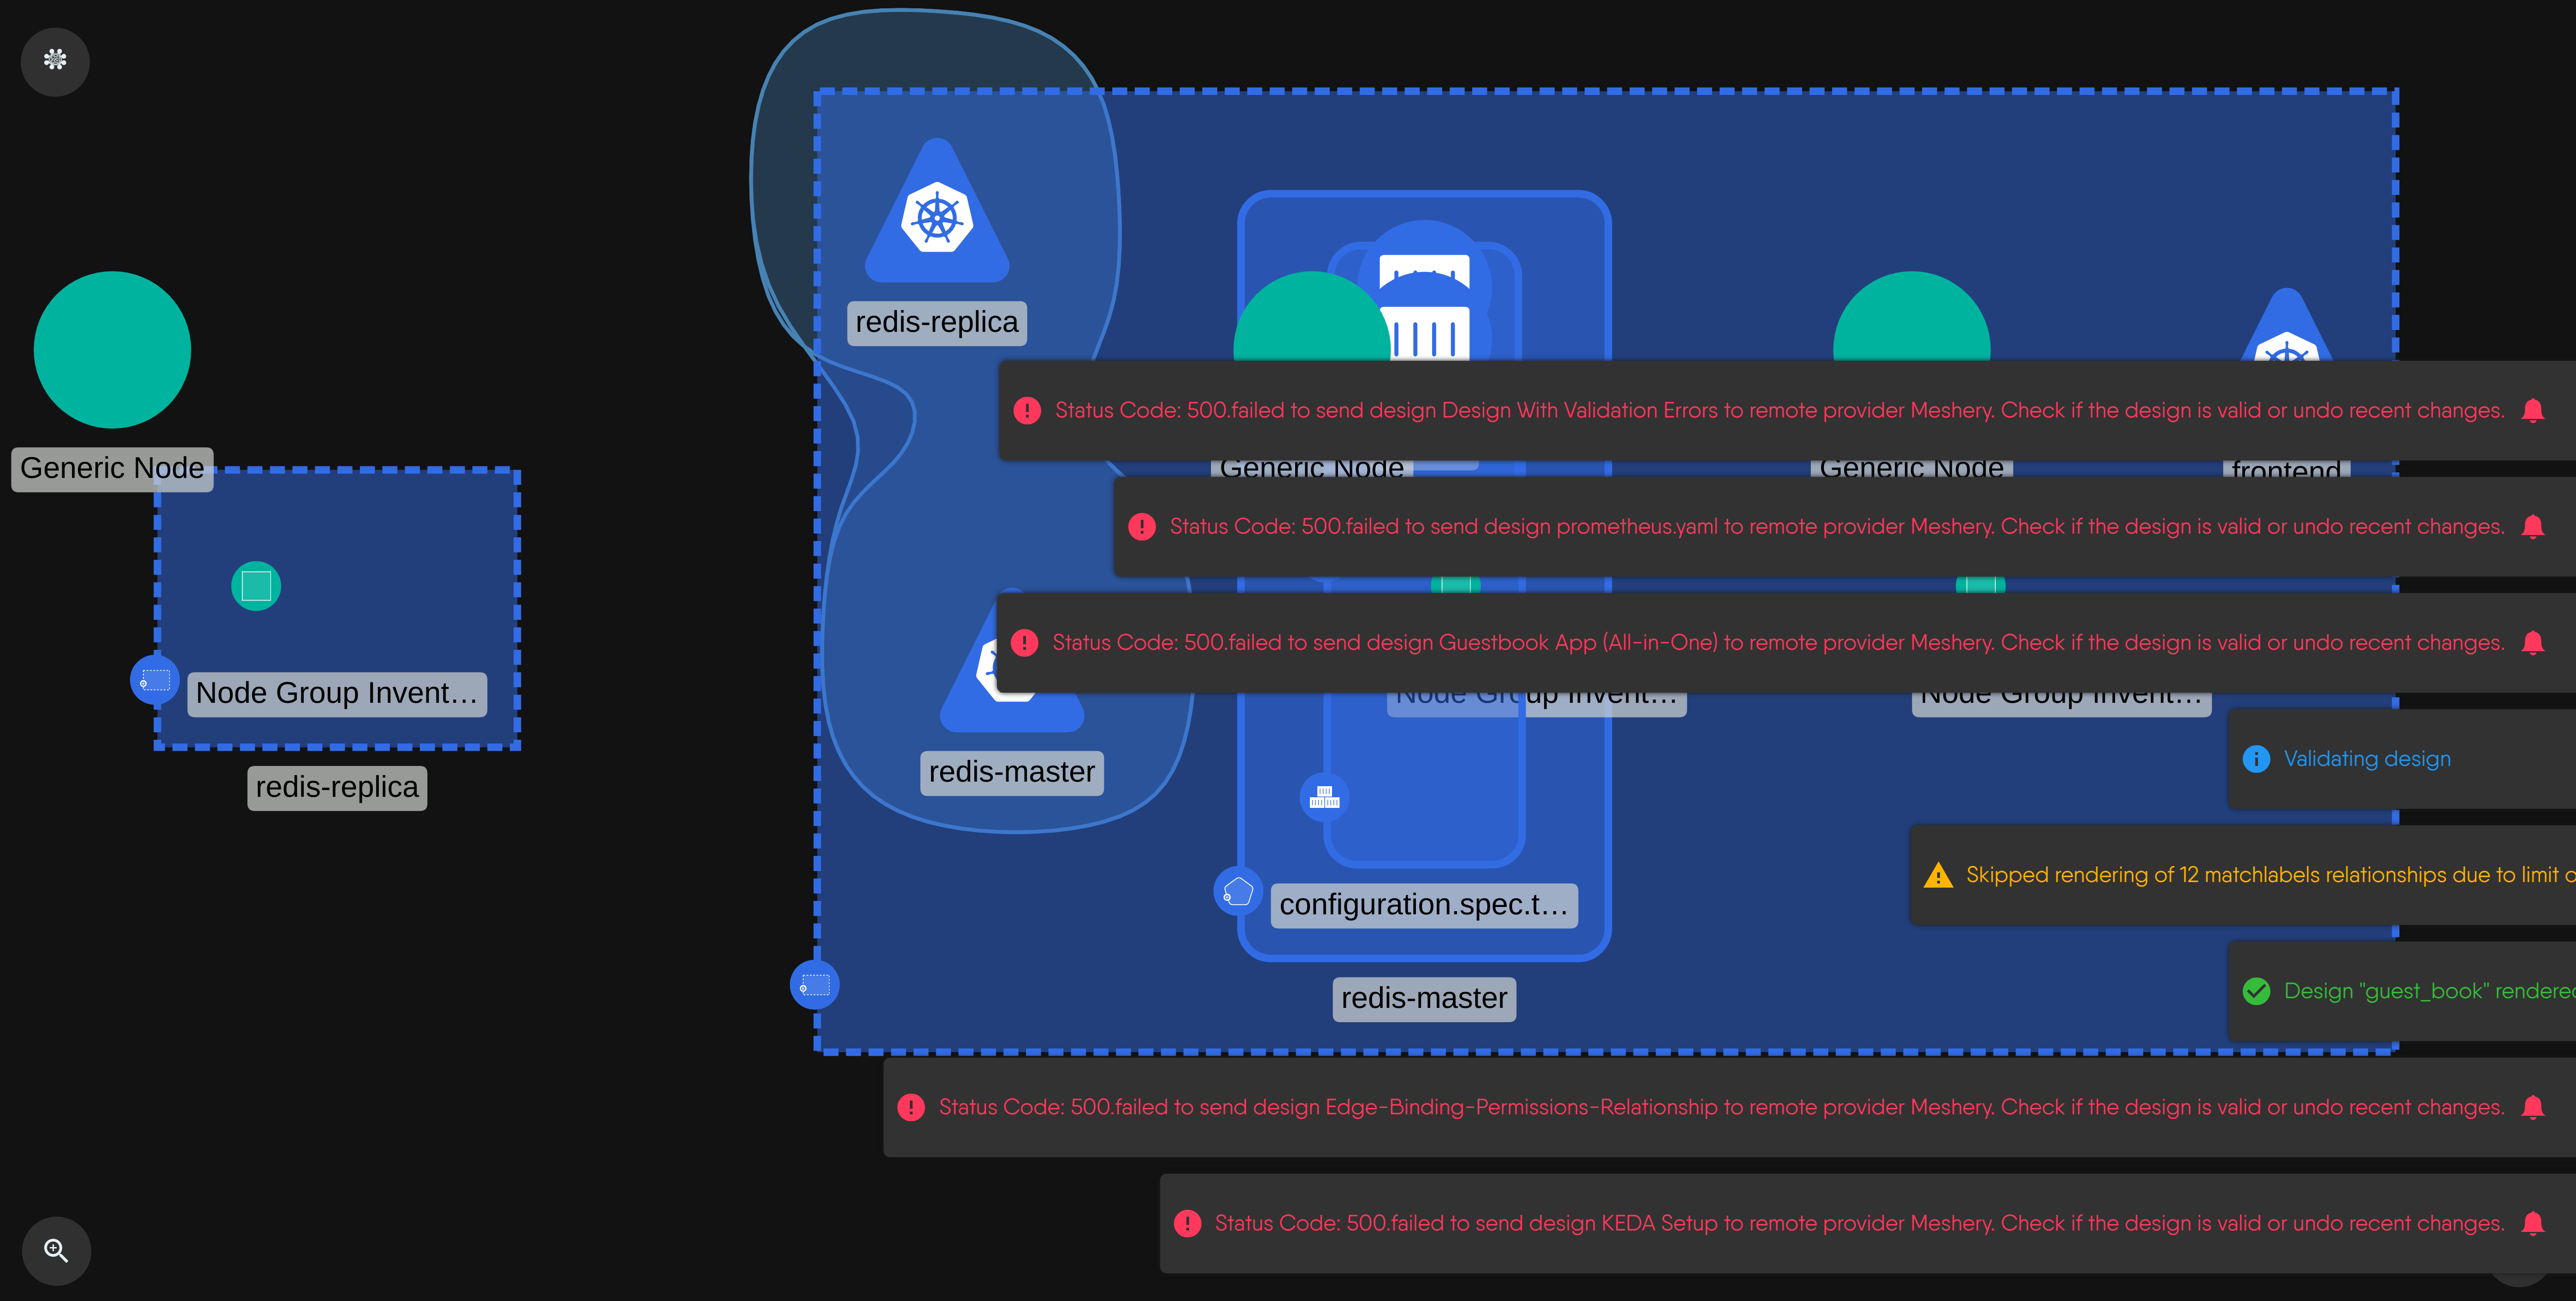 redis-replica
Status Code: 500.failed to send design Design With Validation Errors to remote provider Meshery. Check if the design is valid or undo recent changes.
Generic Node
Generic Node
Generic Node
frontend
Status Code: 500.failed to send design prometheus.yaml to remote provider Meshery. Check if the design is valid or undo recent changes.
Status Code: 500.failed to send design Guestbook App (All-in-One) to remote provider Meshery. Check if the design is valid or undo recent changes.
Node Group Invent...
Node Group Invent...
Node Group Invent...
Validating design
redis-master
redis-replica
Skipped rendering of 12 matchlabels relationships due to limit
configuration.spec.t...
Design "guest_book" rendered
redis-master
Status Code: 500.failed to send design Edge-Binding-Permissions-Relationship to remote provider Meshery. Check if the design is valid or undo recent changes.
Status Code: 500.failed to send design KEDA Setup to remote provider Meshery. Check if the design is valid or undo recent changes.